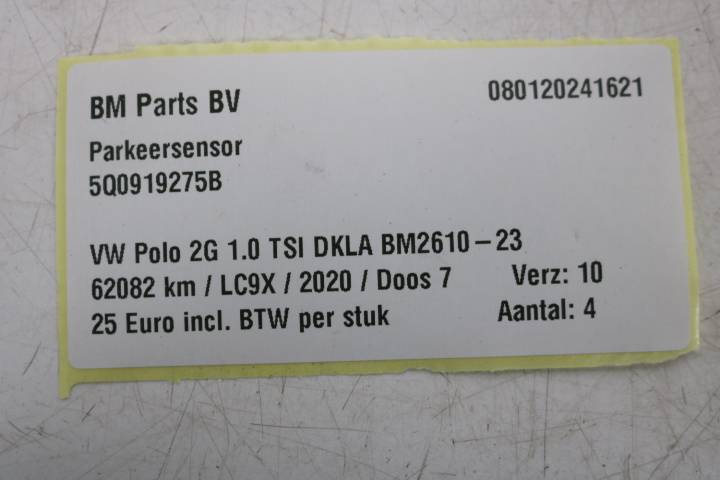 BM Parts BV 080120241621
Parkeersensor
5Q0919275B
VW Polo 2G 1.0 TSI DKLA BM2610-23
62082 km / LC9X / 2020 / Doos 7 Verz: 10
25 Euro incl. BTW per stuk Aantal: 4